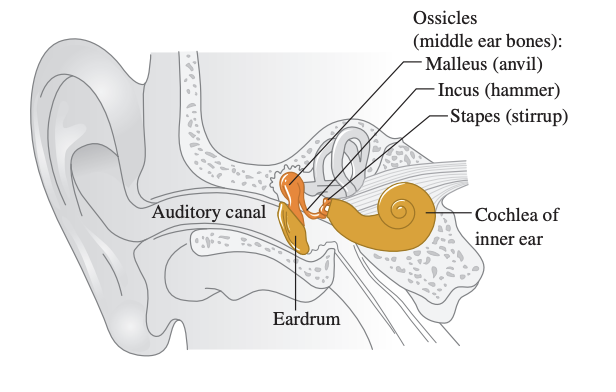 Ossicles
(middle ear bones):
Malleus (anvil)
Incus (hammer)
Stapes (stirrup)
Auditory canal
Cochlea of
inner ear
Eardrum